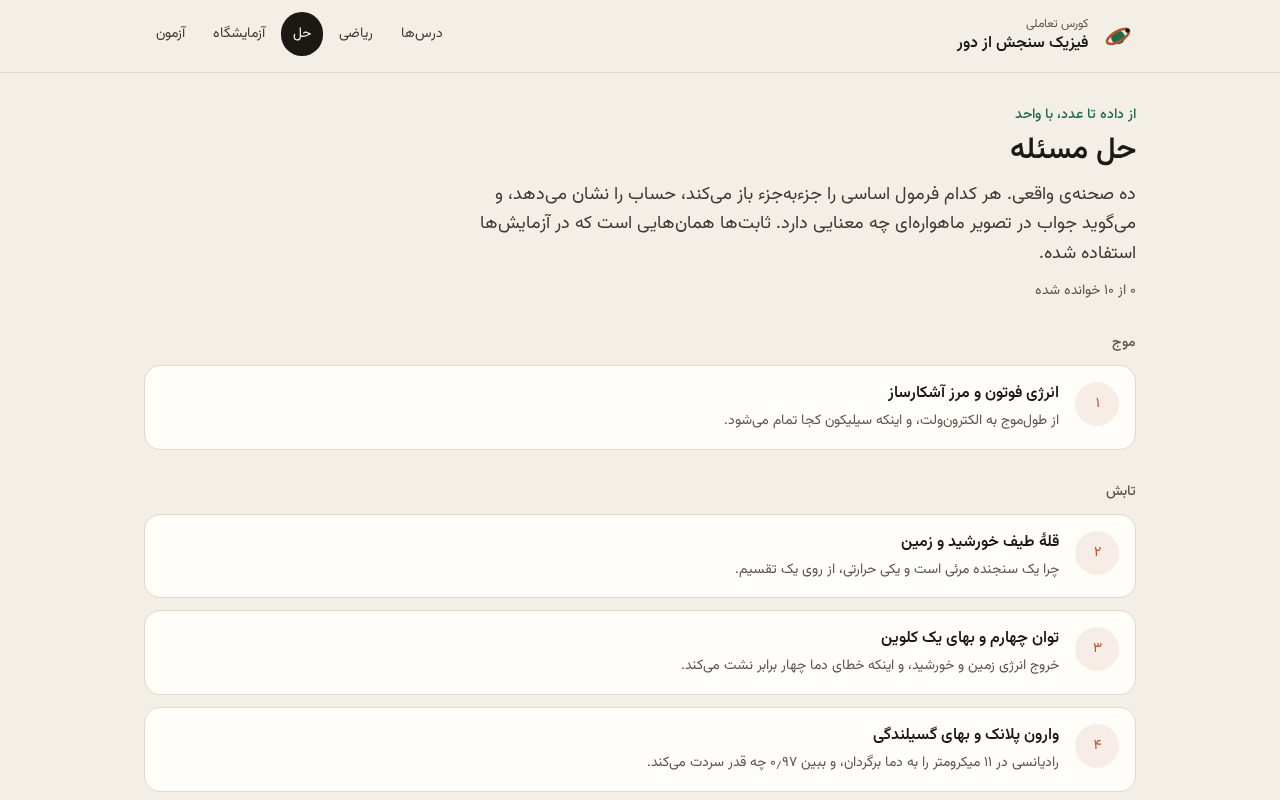 کورس تعاملی
فیزیک سنجش از دور
درس‌ها
ریاضی
حل
آزمایشگاه
آزمون
از داده تا عدد، با واحد
حل مسئله
ده صحنه‌ی واقعی. هر کدام فرمول اساسی را جزءبه‌جزء باز می‌کند، حساب را نشان می‌دهد، و
می‌گوید جواب در تصویر ماهواره‌ای چه معنایی دارد. ثابت‌ها همان‌هایی است که در آزمایش‌ها
استفاده شده.
۰ از ۱۰ خوانده شده
موج
۱
انرژی فوتون و مرز آشکارساز
از طول‌موج به الکترون‌ولت، و اینکه سیلیکون کجا تمام می‌شود.
تابش
۲
قلهٔ طیف خورشید و زمین
چرا یک سنجنده مرئی است و یکی حرارتی، از روی یک تقسیم.
۳
توان چهارم و بهای یک کلوین
خروج انرژی زمین و خورشید، و اینکه خطای دما چهار برابر نشت می‌کند.
۴
وارون پلانک و بهای گسیلندگی
رادیانسی در ۱۱ میکرومتر را به دما برگردان، و ببین ۰٫۹۷ چه قدر سردت می‌کند.